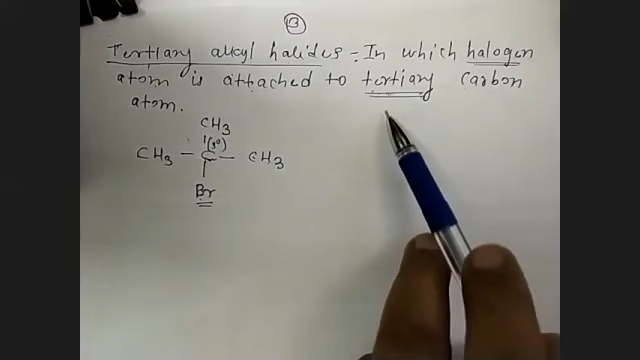 13
Tertiary alkyl halides - In which halogen
atom is attached to tertiary carbon
atom.
CH3
CH3 - C(3°) - CH3
Br